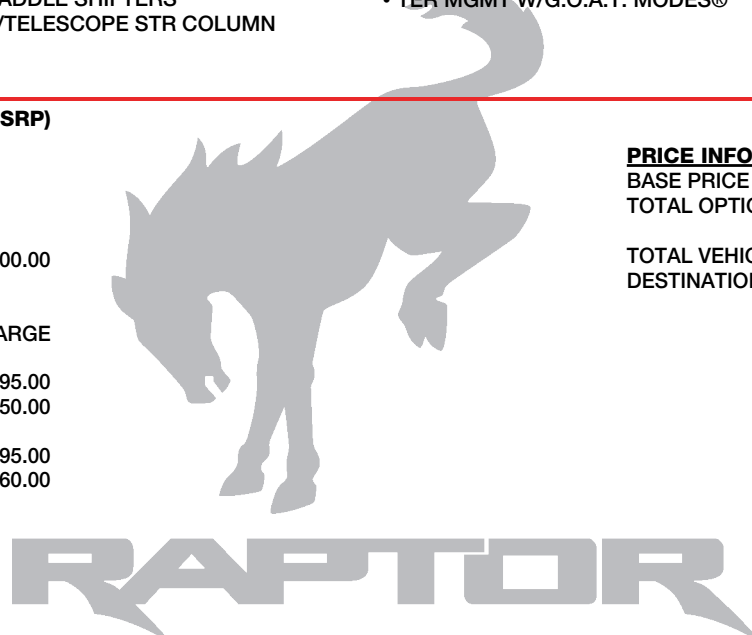 ADDLE SHIFTERS
/TELESCOPE STR COLUMN
• TER MGMT W/G.O.A.T. MODES®
SRP)
00.00
ARGE
95.00
50.00
95.00
60.00
PRICE INFO
BASE PRICE
TOTAL OPTIO
TOTAL VEHIC
DESTINATION
RAPTOR